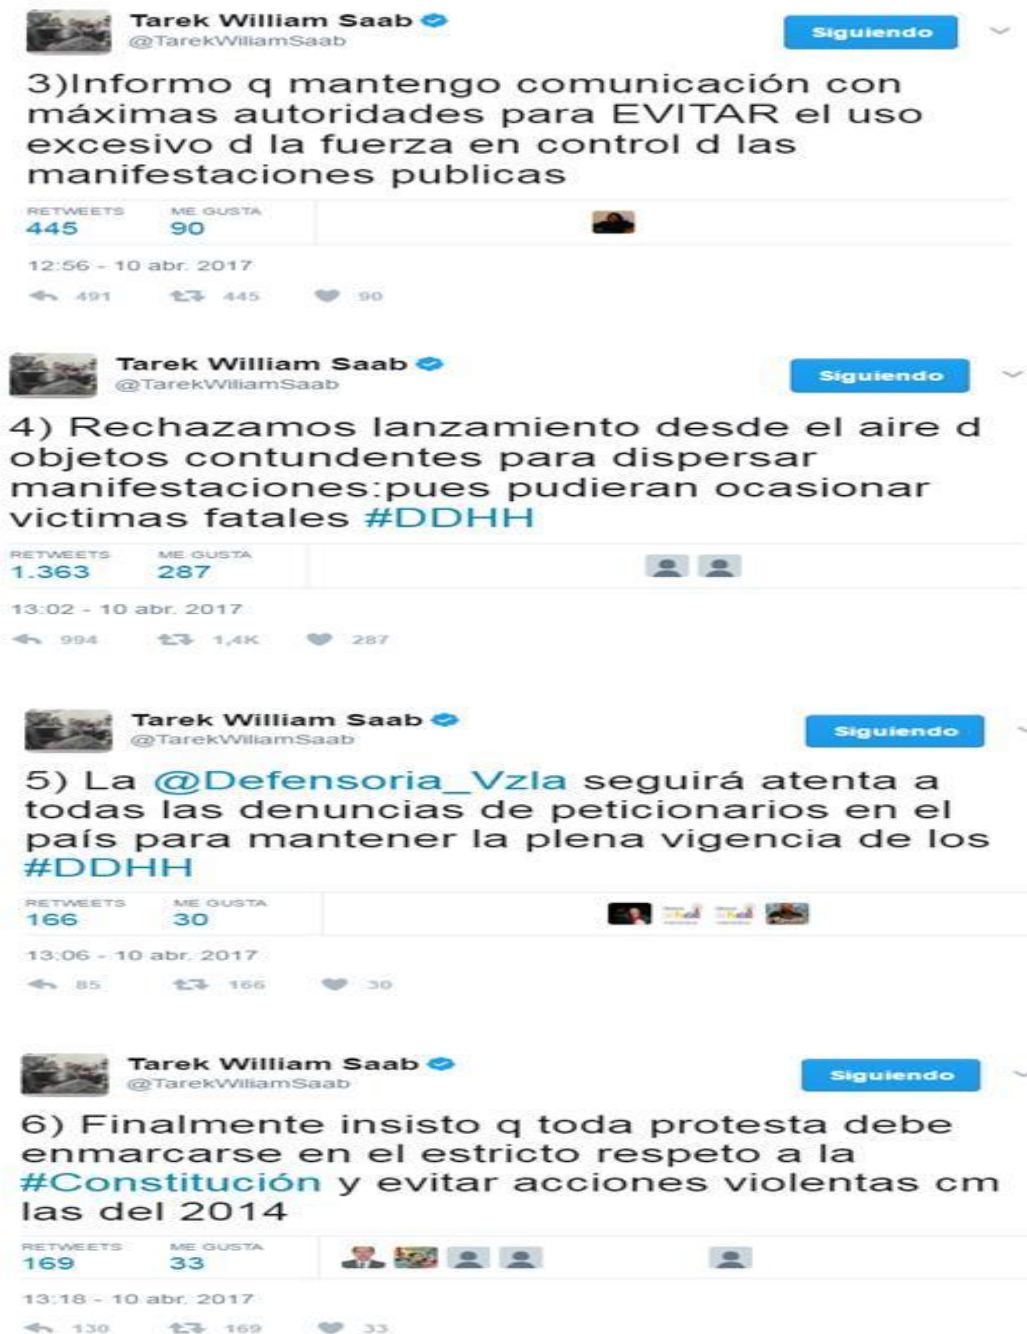 Tarek William Saab
@TarekWiliamSaab
Siguiendo
3)Informo q mantengo comunicación con
máximas autoridades para EVITAR el uso
excesivo d la fuerza en control d las
manifestaciones publicas
RETWEETS ME GUSTA
445 90
12:56 - 10 abr. 2017
491 445 90
Tarek William Saab
@TarekWiliamSaab
Siguiendo
4) Rechazamos lanzamiento desde el aire d
objetos contundentes para dispersar
manifestaciones:pues pudieran ocasionar
victimas fatales #DDHH
RETWEETS ME GUSTA
1.363 287
13:02 - 10 abr. 2017
994 1,4K 287
Tarek William Saab
@TarekWiliamSaab
Siguiendo
5) La @Defensoria_Vzla seguirá atenta a
todas las denuncias de peticionarios en el
país para mantener la plena vigencia de los
#DDHH
RETWEETS ME GUSTA
166 30
13:06 - 10 abr. 2017
85 166 30
Tarek William Saab
@TarekWiliamSaab
Siguiendo
6) Finalmente insisto q toda protesta debe
enmarcarse en el estricto respeto a la
#Constitución y evitar acciones violentas cm
las del 2014
RETWEETS ME GUSTA
169 33
13:18 - 10 abr. 2017
130 169 33